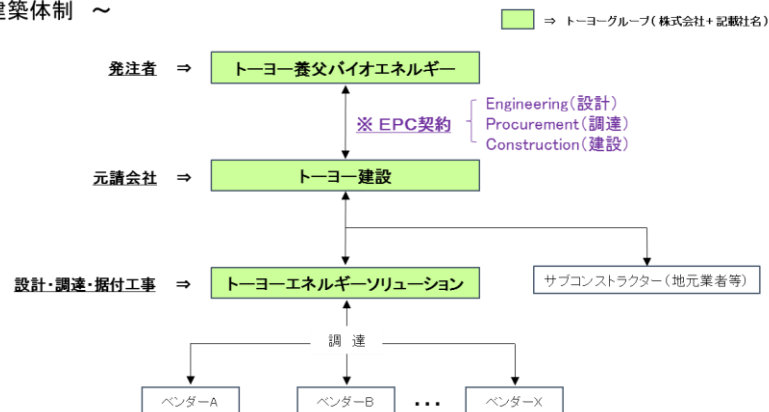 建築体制 ～
⇒ トーヨーグループ( 株式会社＋記載社名)
発注者 ⇒ トーヨー養父バイオエネルギー
※ EPC契約
Engineering(設計)
Procurement(調達)
Construction(建設)
元請会社 ⇒ トーヨー建設
設計・調達・据付工事 ⇒ トーヨーエネルギーソリューション
サブコンストラクター(地元業者等)
調 達
ベンダーA ベンダーB ・・・ ベンダーX